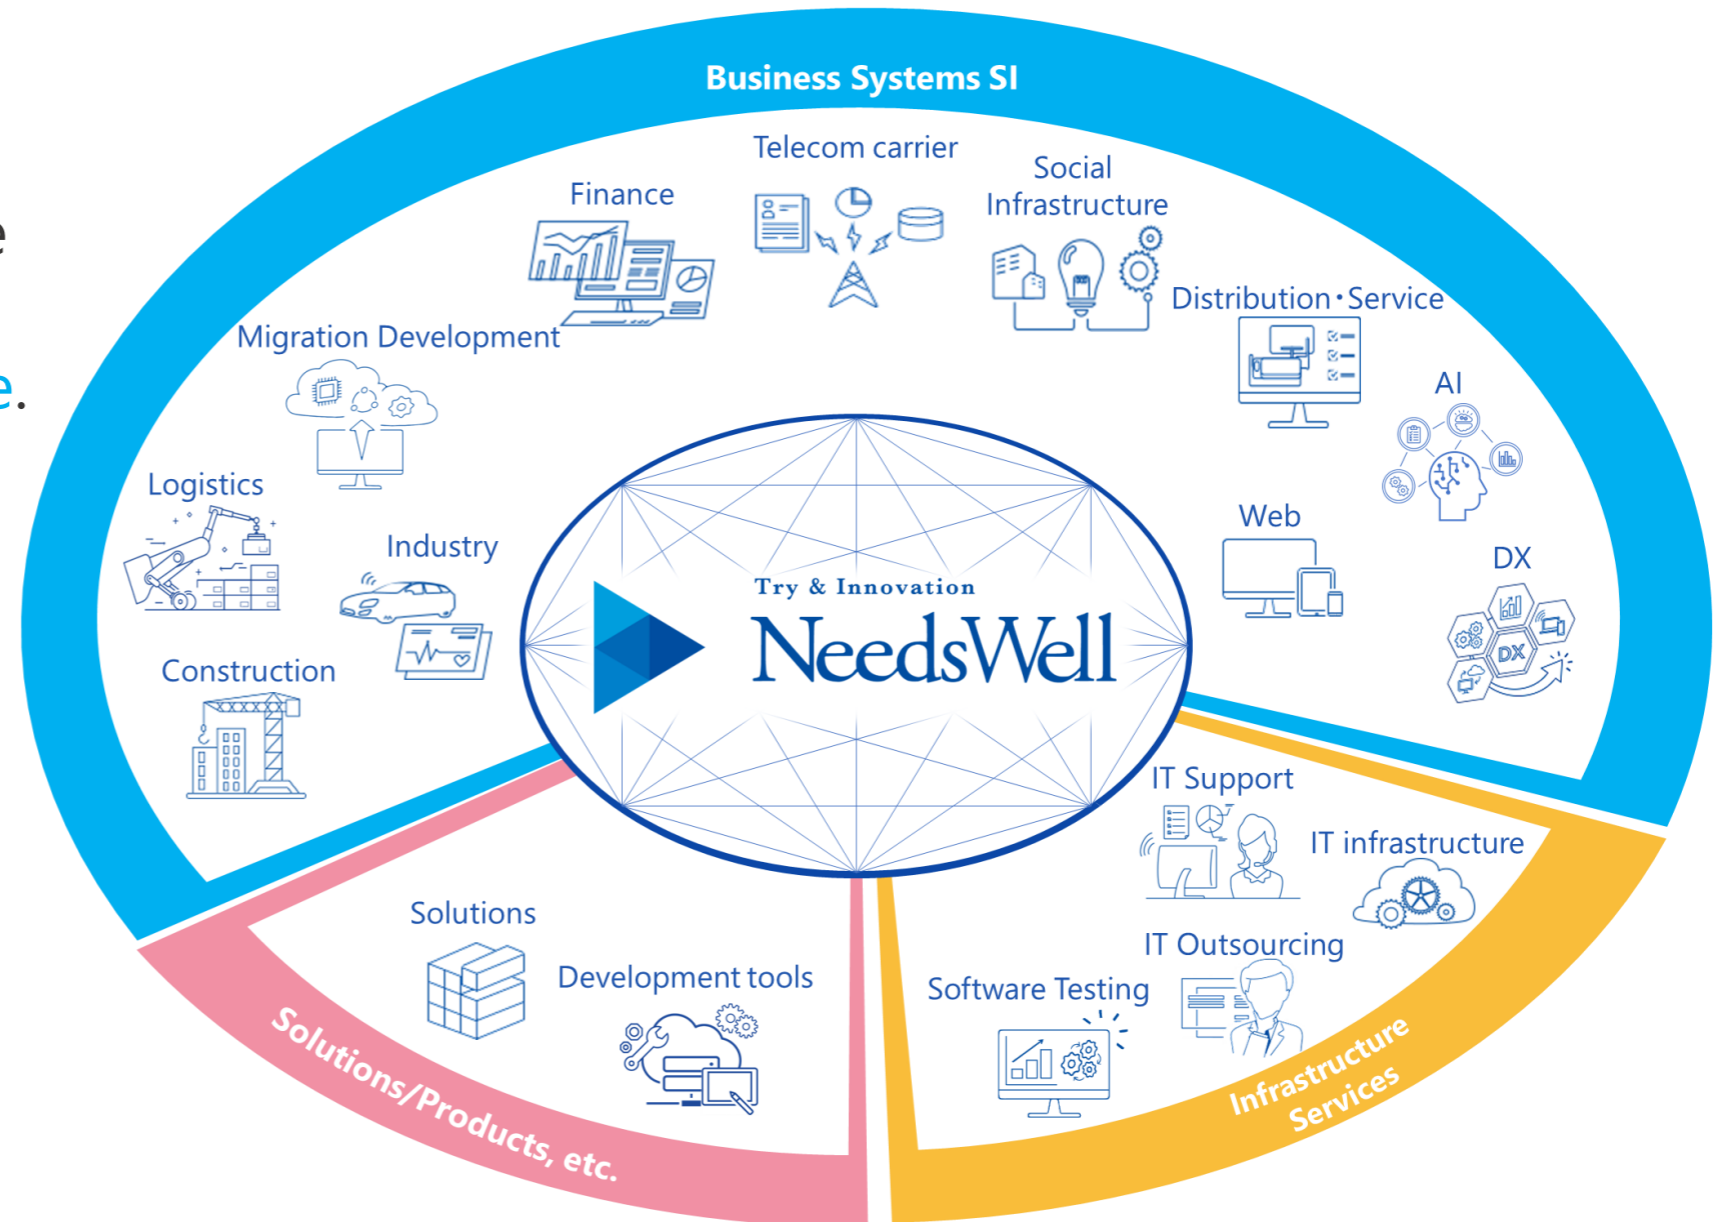 Business Systems SI
Telecom carrier
Social
Infrastructure
Finance
Distribution・Service
Migration Development
AI
Logistics
Web
Industry
DX
DX
Construction
Try & Innovation
NeedsWell
IT Support
IT infrastructure
Solutions
IT Outsourcing
Development tools
Software Testing
Solutions/Products, etc.
Infrastructure
Services
e
e.